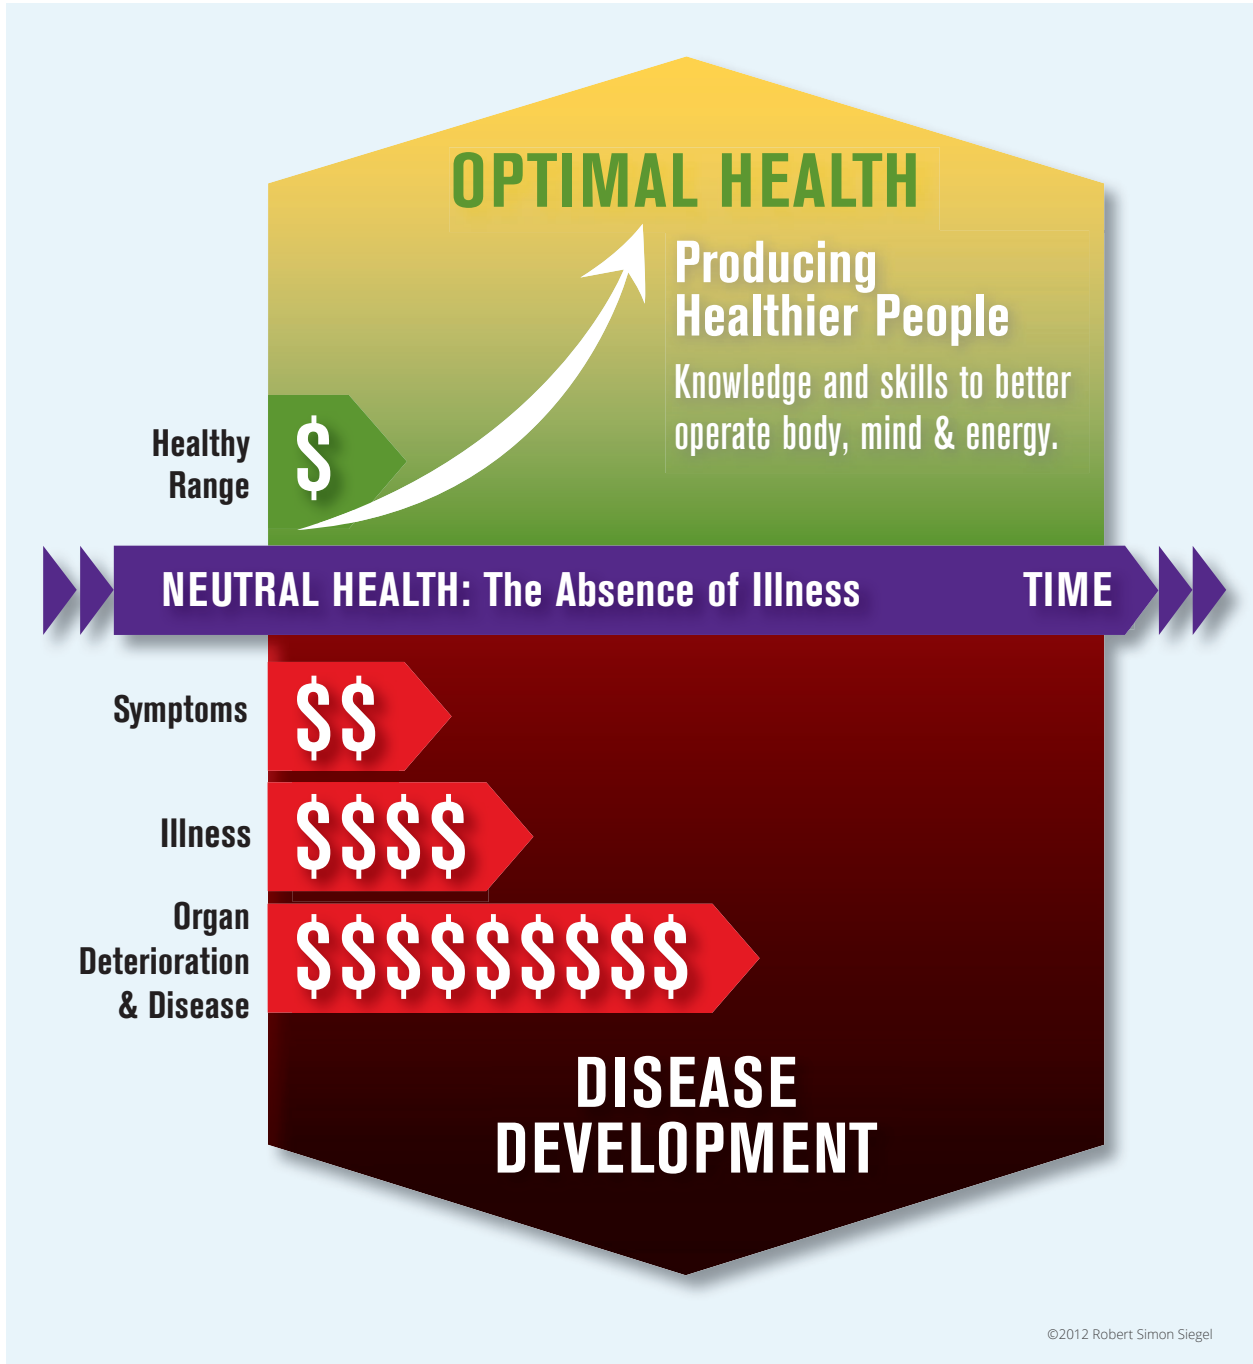 OPTIMAL HEALTH
Producing
Healthier People
Knowledge and skills to better
operate body, mind & energy.
Healthy
Range
$
NEUTRAL HEALTH: The Absence of Illness TIME
Symptoms
$$
Illness
$$$$
Organ
Deterioration
& Disease
$$$$$$$$$
DISEASE
DEVELOPMENT
©2012 Robert Simon Siegel